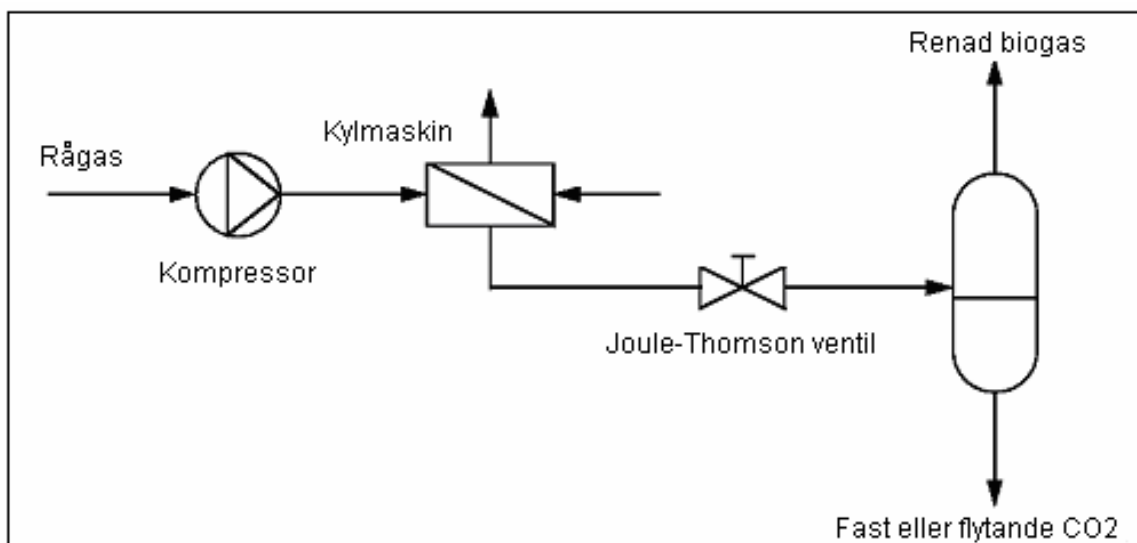 Renad biogas
Kylmaskin
Rågas
Kompressor
Joule-Thomson ventil
Fast eller flytande CO2